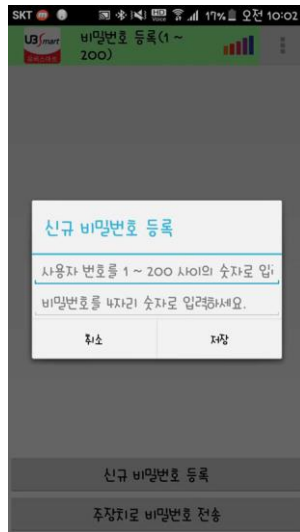 SKT 17% 오전 10:02
U3Smart
비밀번호 등록(1 ~
200)
신규 비밀번호 등록
사용자 번호를 1 ~ 200 사이의 숫자로 입
비밀번호를 4자리 숫자로 입력하세요.
취소 저장
신규 비밀번호 등록
주장치로 비밀번호 전송